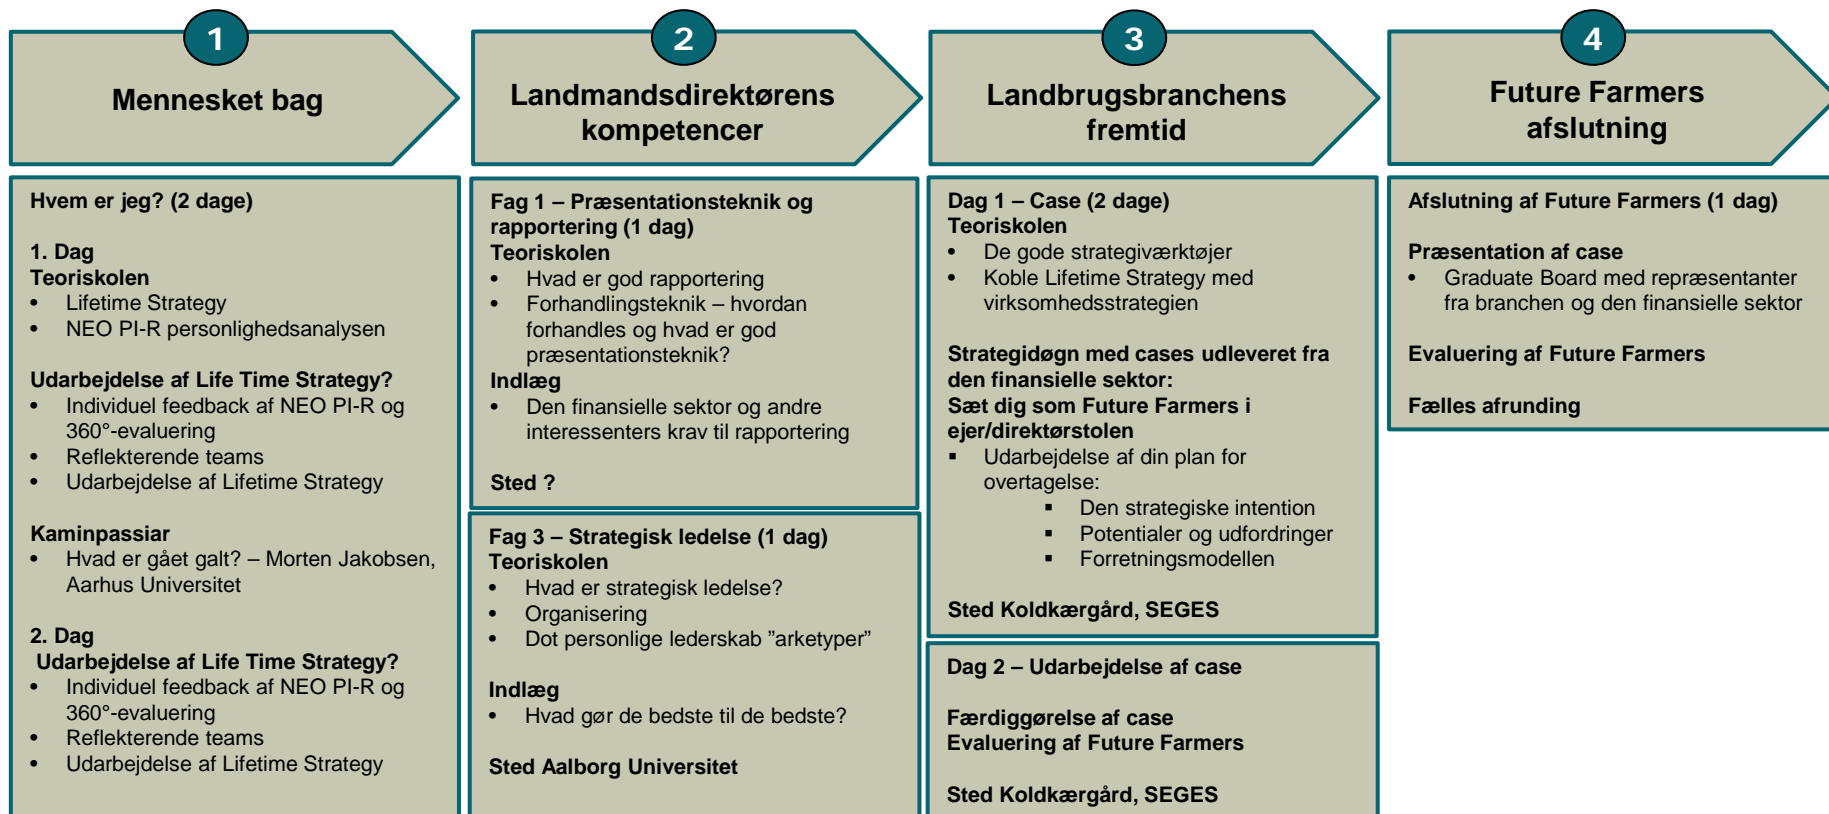 1
Mennesket bag
Hvem er jeg? (2 dage)
1. Dag
Teoriskolen
• Lifetime Strategy
• NEO PI-R personlighedsanalysen
Udarbejdelse af Life Time Strategy?
• Individuel feedback af NEO PI-R og
360°-evaluering
• Reflekterende teams
• Udarbejdelse af Lifetime Strategy
Kaminpassiar
• Hvad er gået galt? – Morten Jakobsen,
Aarhus Universitet
2. Dag
Udarbejdelse af Life Time Strategy?
• Individuel feedback af NEO PI-R og
360°-evaluering
• Reflekterende teams
• Udarbejdelse af Lifetime Strategy
2
Landmandsdirektørens
kompetencer
Fag 1 – Præsentationsteknik og
rapportering (1 dag)
Teoriskolen
• Hvad er god rapportering
• Forhandlingsteknik – hvordan
forhandles og hvad er god
præsentationsteknik?
Indlæg
• Den finansielle sektor og andre
interessenters krav til rapportering
Sted ?
Fag 3 – Strategisk ledelse (1 dag)
Teoriskolen
• Hvad er strategisk ledelse?
• Organisering
• Dot personlige lederskab ”arketyper”
Indlæg
• Hvad gør de bedste til de bedste?
Sted Aalborg Universitet
3
Landbrugsbranchens
fremtid
Dag 1 – Case (2 dage)
Teoriskolen
• De gode strategiværktøjer
• Koble Lifetime Strategy med
virksomhedsstrategien
Strategidøgn med cases udleveret fra
den finansielle sektor:
Sæt dig som Future Farmers i
ejer/direktørstolen
▪ Udarbejdelse af din plan for
overtagelse:
▪ Den strategiske intention
▪ Potentialer og udfordringer
▪ Forretningsmodellen
Sted Koldkærgård, SEGES
Dag 2 – Udarbejdelse af case
Færdiggørelse af case
Evaluering af Future Farmers
Sted Koldkærgård, SEGES
4
Future Farmers
afslutning
Afslutning af Future Farmers (1 dag)
Præsentation af case
• Graduate Board med repræsentanter
fra branchen og den finansielle sektor
Evaluering af Future Farmers
Fælles afrunding